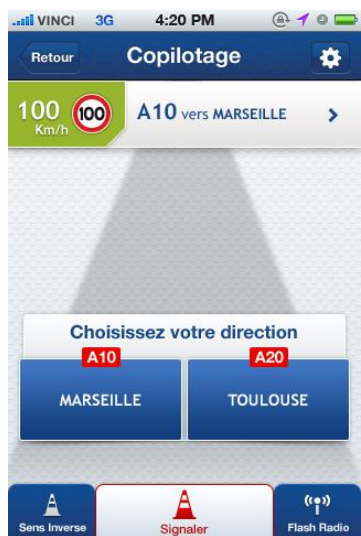 VINCI 3G 4:20 PM
Retour Copilotage
100 Km/h 100 A10 vers MARSEILLE
Choisissez votre direction
A10 A20
MARSEILLE TOULOUSE
Sens Inverse Signaler Flash Radio